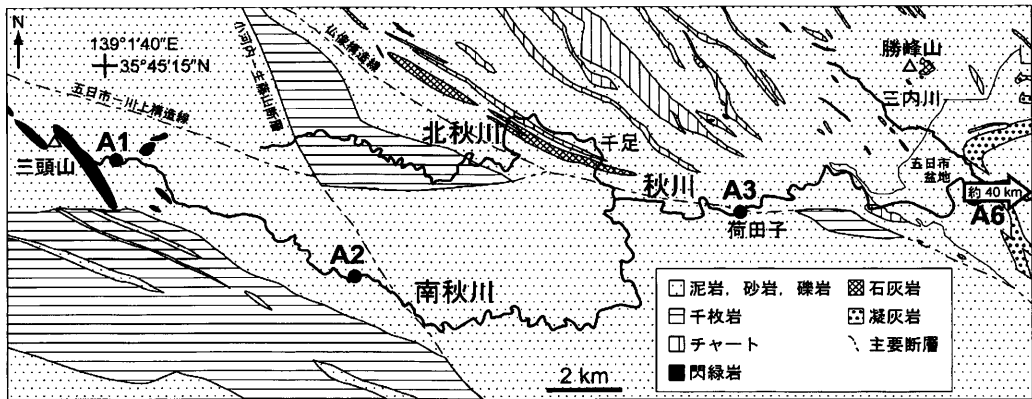 N
139°1′40″E
35°45′15″N
五日市－川上構造線
小河内－生藤山断層
仏像構造線
勝峰山
三内川
三頭山
A1
北秋川
千足
五日市
盆地
秋川
A3
荷田子
約 40 km
A6
A2
南秋川
2 km
泥岩，砂岩，礫岩
石灰岩
千枚岩
凝灰岩
チャート
主要断層
閃緑岩